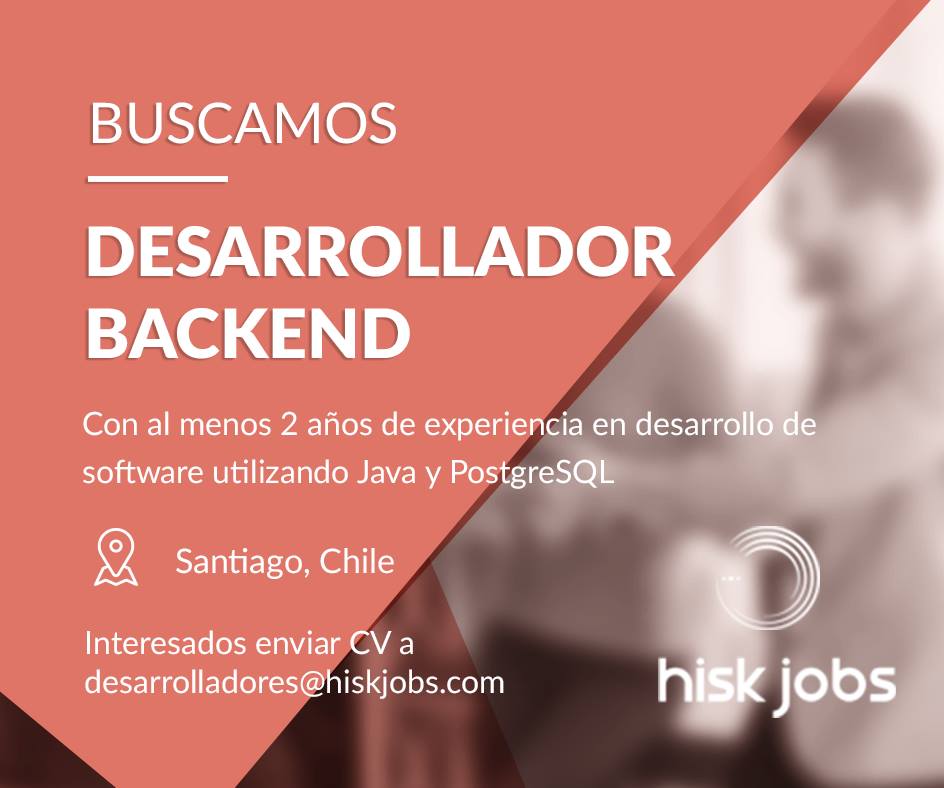 BUSCAMOS
DESARROLLADOR
BACKEND
Con al menos 2 años de experiencia en desarrollo de
software utilizando Java y PostgreSQL
Santiago, Chile
Interesados enviar CV a
desarrolladores@hiskjobs.com
hisk jobs